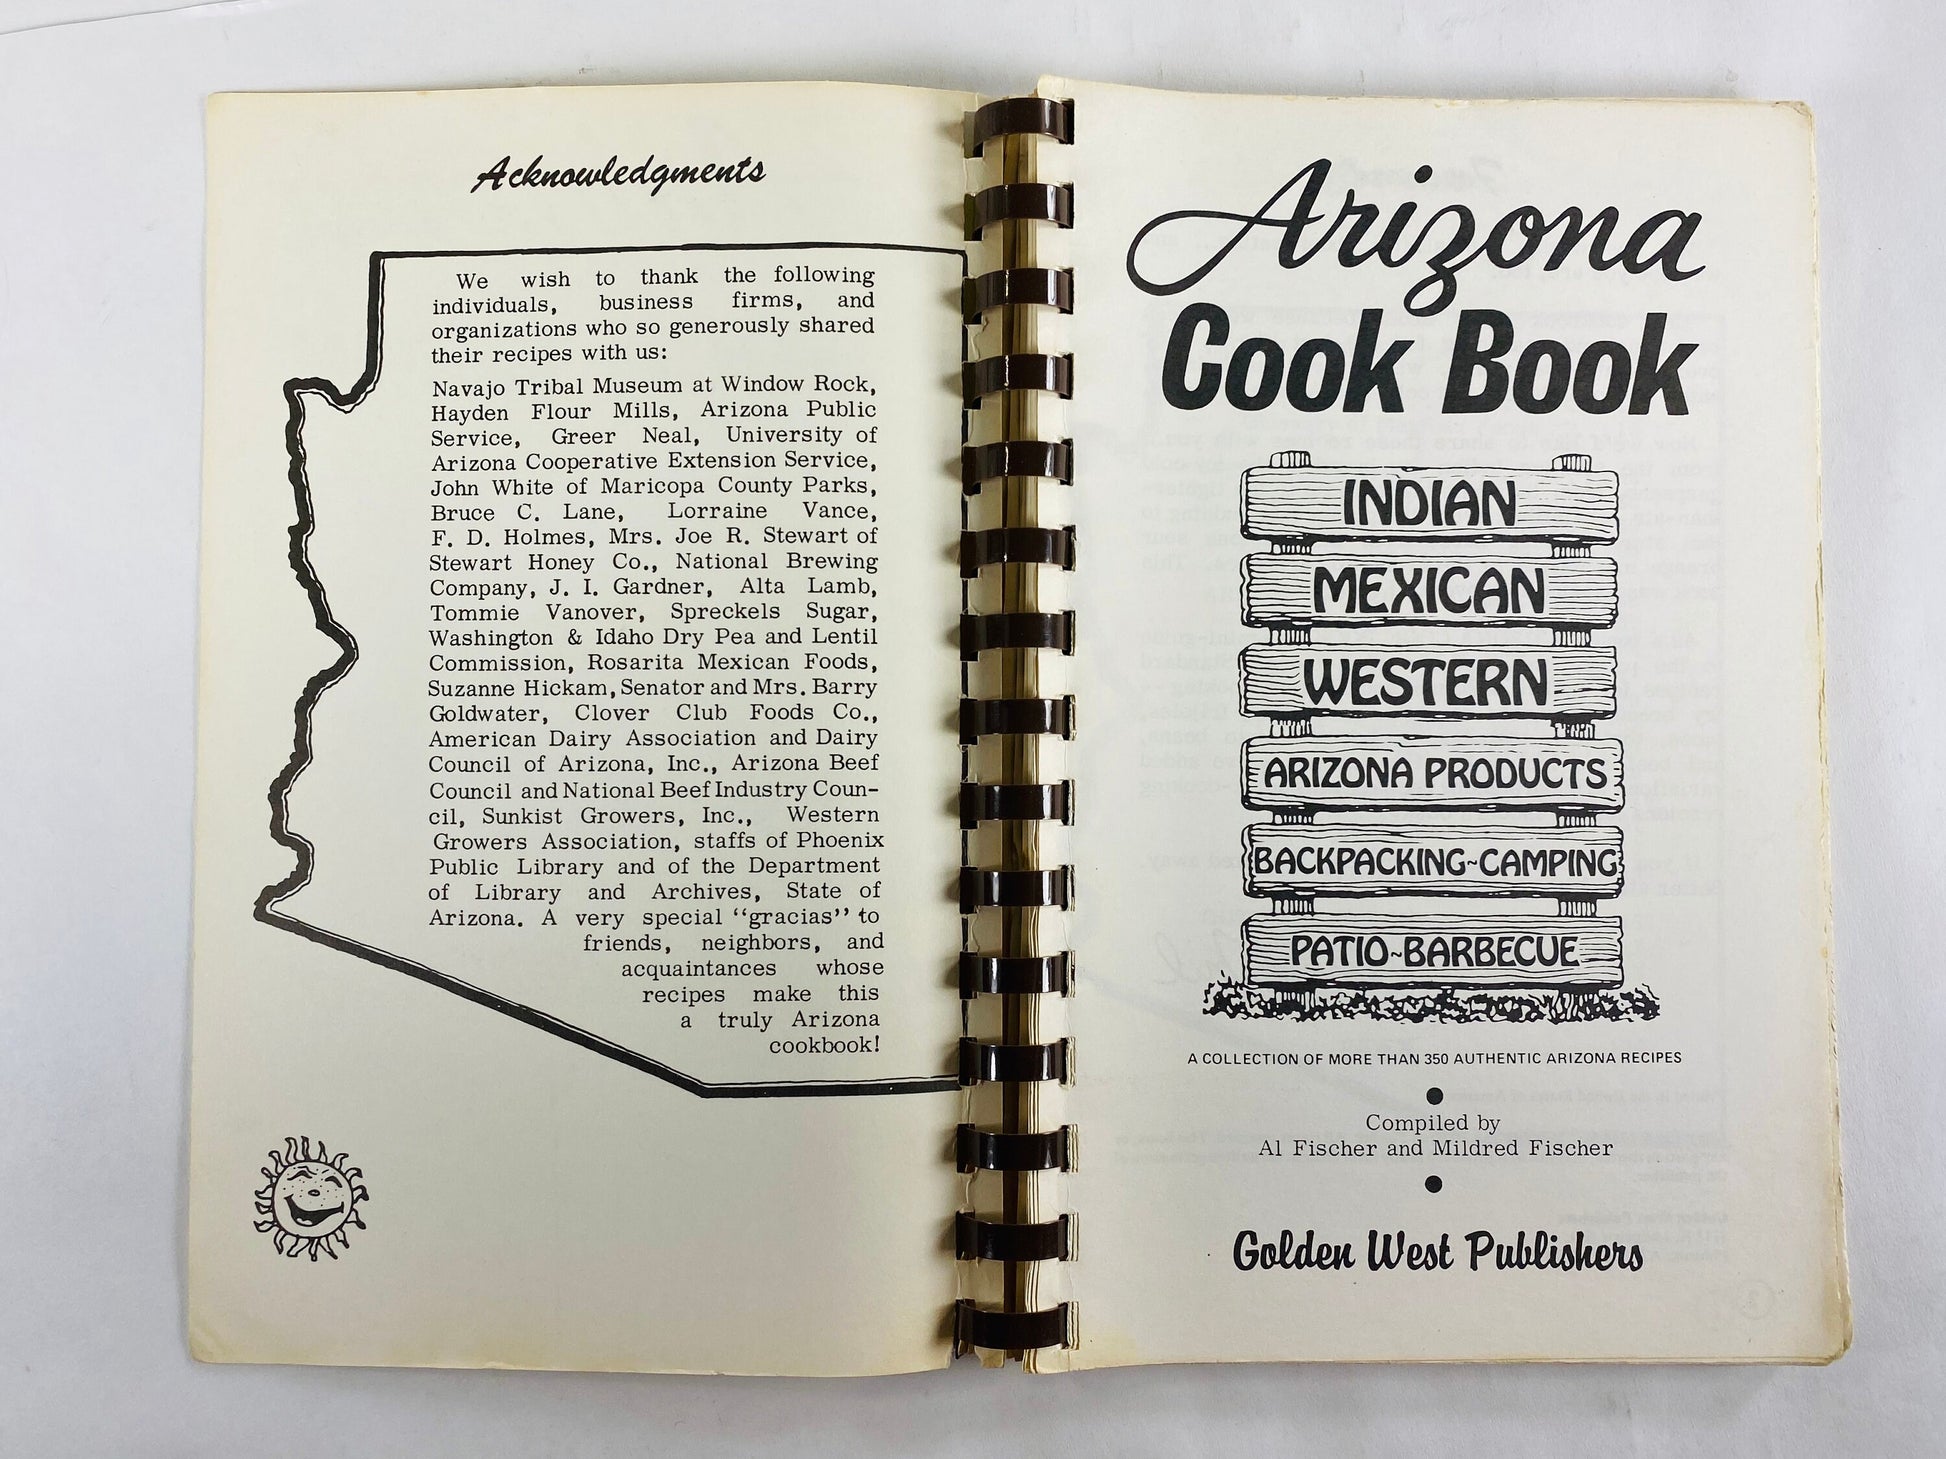 Acknowledgments
We wish to thank the following
individuals, business firms, and
organizations who so generously shared
their recipes with us:
Navajo Tribal Museum at Window Rock,
Hayden Flour Mills, Arizona Public
Service, Greer Neal, University of
Arizona Cooperative Extension Service,
John White of Maricopa County Parks,
Bruce C. Lane, Lorraine Vance,
F. D. Holmes, Mrs. Joe R. Stewart of
Stewart Honey Co., National Brewing
Company, J. I. Gardner, Alta Lamb,
Tommie Vanover, Spreckels Sugar,
Washington & Idaho Dry Pea and Lentil
Commission, Rosarita Mexican Foods,
Suzanne Hickam, Senator and Mrs. Barry
Goldwater, Clover Club Foods Co.,
American Dairy Association and Dairy
Council of Arizona, Inc., Arizona Beef
Council and National Beef Industry Coun-
cil, Sunkist Growers, Inc., Western
Growers Association, staffs of Phoenix
Public Library and of the Department
of Library and Archives, State of
Arizona. A very special "gracias" to
friends, neighbors, and
acquaintances whose
recipes make this
a truly Arizona
cookbook!
Arizona
Cook Book
INDIAN
MEXICAN
WESTERN
ARIZONA PRODUCTS
BACKPACKING~CAMPING
PATIO~BARBECUE
A COLLECTION OF MORE THAN 350 AUTHENTIC ARIZONA RECIPES
Compiled by
Al Fischer and Mildred Fischer
Golden West Publishers